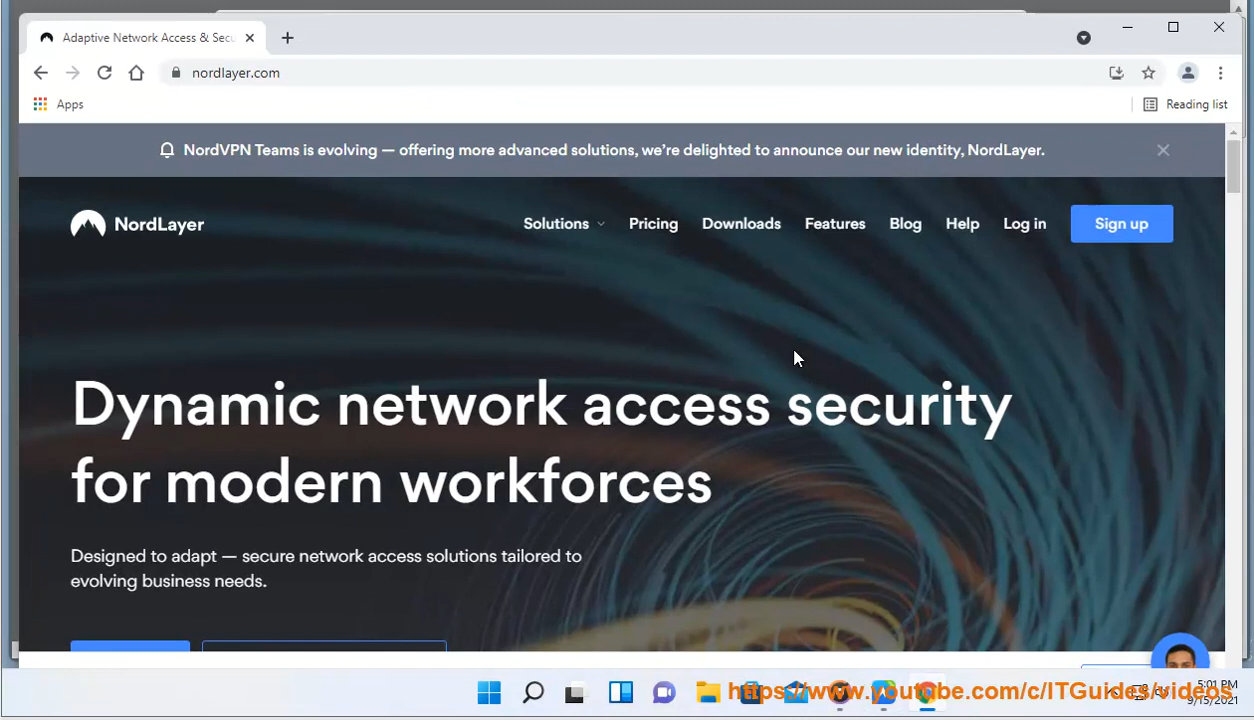 Adaptive Network Access & Secu
nordlayer.com
Apps
Reading list
NordVPN Teams is evolving — offering more advanced solutions, we're delighted to announce our new identity, NordLayer.
NordLayer
Solutions
Pricing
Downloads
Features
Blog
Help
Log in
Sign up
Dynamic network access security
for modern workforces
Designed to adapt — secure network access solutions tailored to
evolving business needs.
https://www.youtube.com/c/ITGuides/videos
5:01 PM
9/15/2021